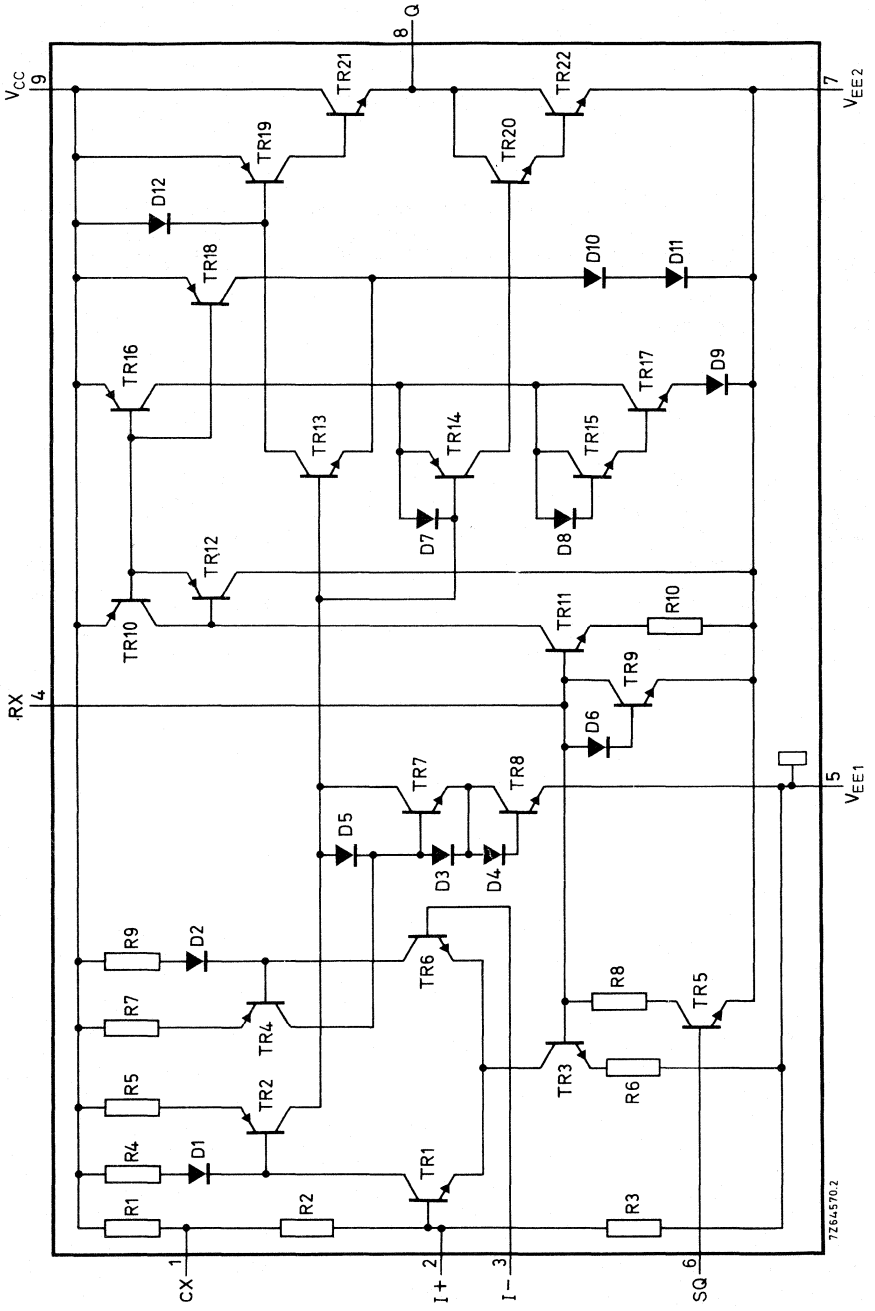 VCC
9
RX
4
8
Q
7
VEE2
5
VEE1
CX
1
I+
2
I-
3
SQ
6
R1
R4
R5
R7
R9
D1
D2
TR2
TR4
R2
TR1
TR6
TR3
R3
R6
R8
TR5
D5
TR7
D3
D4
TR8
D6
TR9
TR10
TR12
TR11
R10
TR16
TR18
D12
TR19
TR21
TR13
D7
TR14
D8
TR15
TR17
D9
D10
D11
TR20
TR22
7Z64570.2